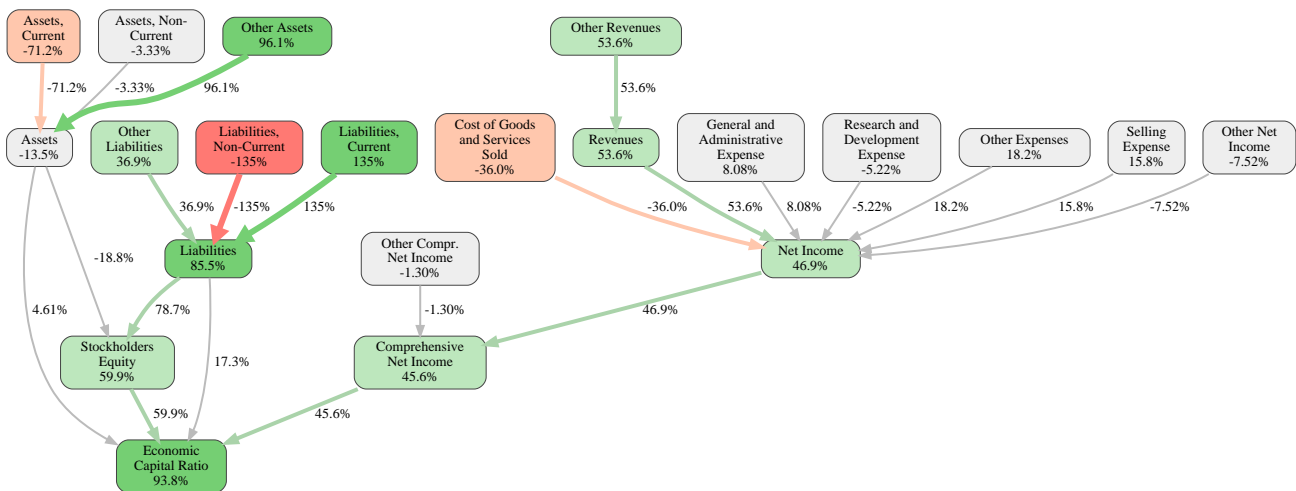 Assets,
Current
-71.2%
Assets, Non-
Current
-3.33%
Other Assets
96.1%
Other Revenues
53.6%
-71.2%
-3.33%
96.1%
53.6%
Assets
-13.5%
Other
Liabilities
36.9%
Liabilities,
Non-Current
-135%
Liabilities,
Current
135%
Cost of Goods
and Services
Sold
-36.0%
Revenues
53.6%
General and
Administrative
Expense
8.08%
Research and
Development
Expense
-5.22%
Other Expenses
18.2%
Selling
Expense
15.8%
Other Net
Income
-7.52%
36.9%
-135%
135%
-36.0%
53.6%
8.08%
-5.22%
18.2%
15.8%
-7.52%
-18.8%
Liabilities
85.5%
Other Compr.
Net Income
-1.30%
Net Income
46.9%
4.61%
78.7%
17.3%
-1.30%
46.9%
Stockholders
Equity
59.9%
Comprehensive
Net Income
45.6%
59.9%
45.6%
Economic
Capital Ratio
93.8%